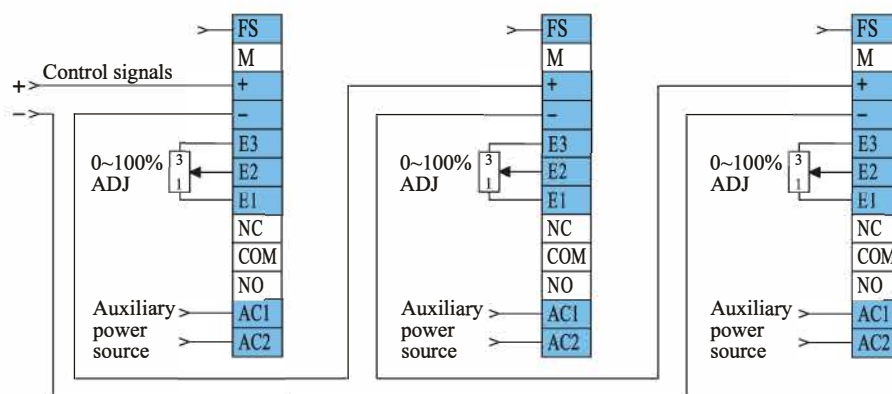 FS
M
+ Control signals +
− −
E3
0~100% 3 E2
ADJ 1 E1
NC
COM
NO
Auxiliary AC1
power AC2
source
FS
M
+
−
E3
0~100% 3 E2
ADJ 1 E1
NC
COM
NO
Auxiliary AC1
power AC2
source
FS
M
+
−
E3
0~100% 3 E2
ADJ 1 E1
NC
COM
NO
Auxiliary AC1
power AC2
source